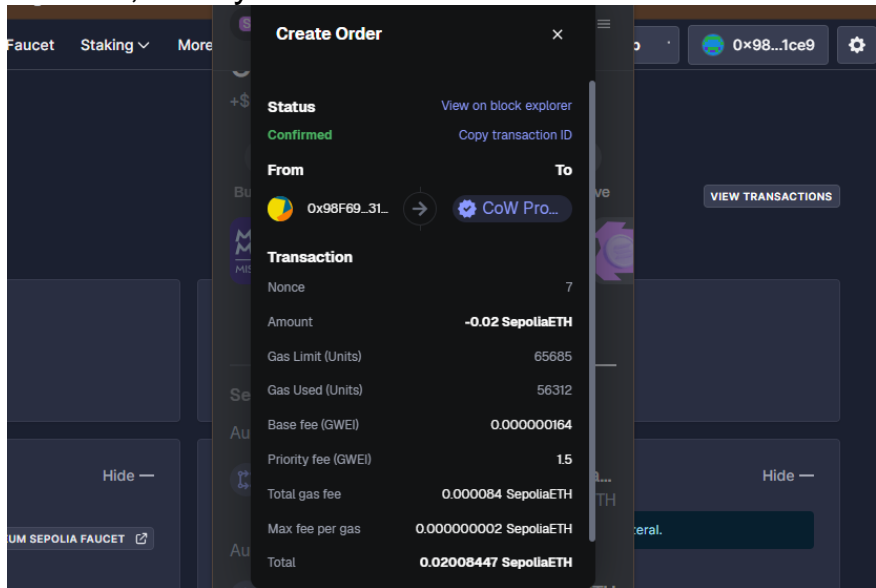 Faucet Staking More
0×98...1ce9
Create Order ×
Status View on block explorer
Confirmed Copy transaction ID
From To
0x98F69...31... CoW Pro...
VIEW TRANSACTIONS
Transaction
Nonce 7
Amount -0.02 SepoliaETH
Gas Limit (Units) 65685
Gas Used (Units) 56312
Base fee (GWEI) 0.000000164
Priority fee (GWEI) 1.5
Hide — Hide —
Total gas fee 0.000084 SepoliaETH
Max fee per gas 0.000000002 SepoliaETH
UM SEPOLIA FAUCET eral.
Total 0.02008447 SepoliaETH